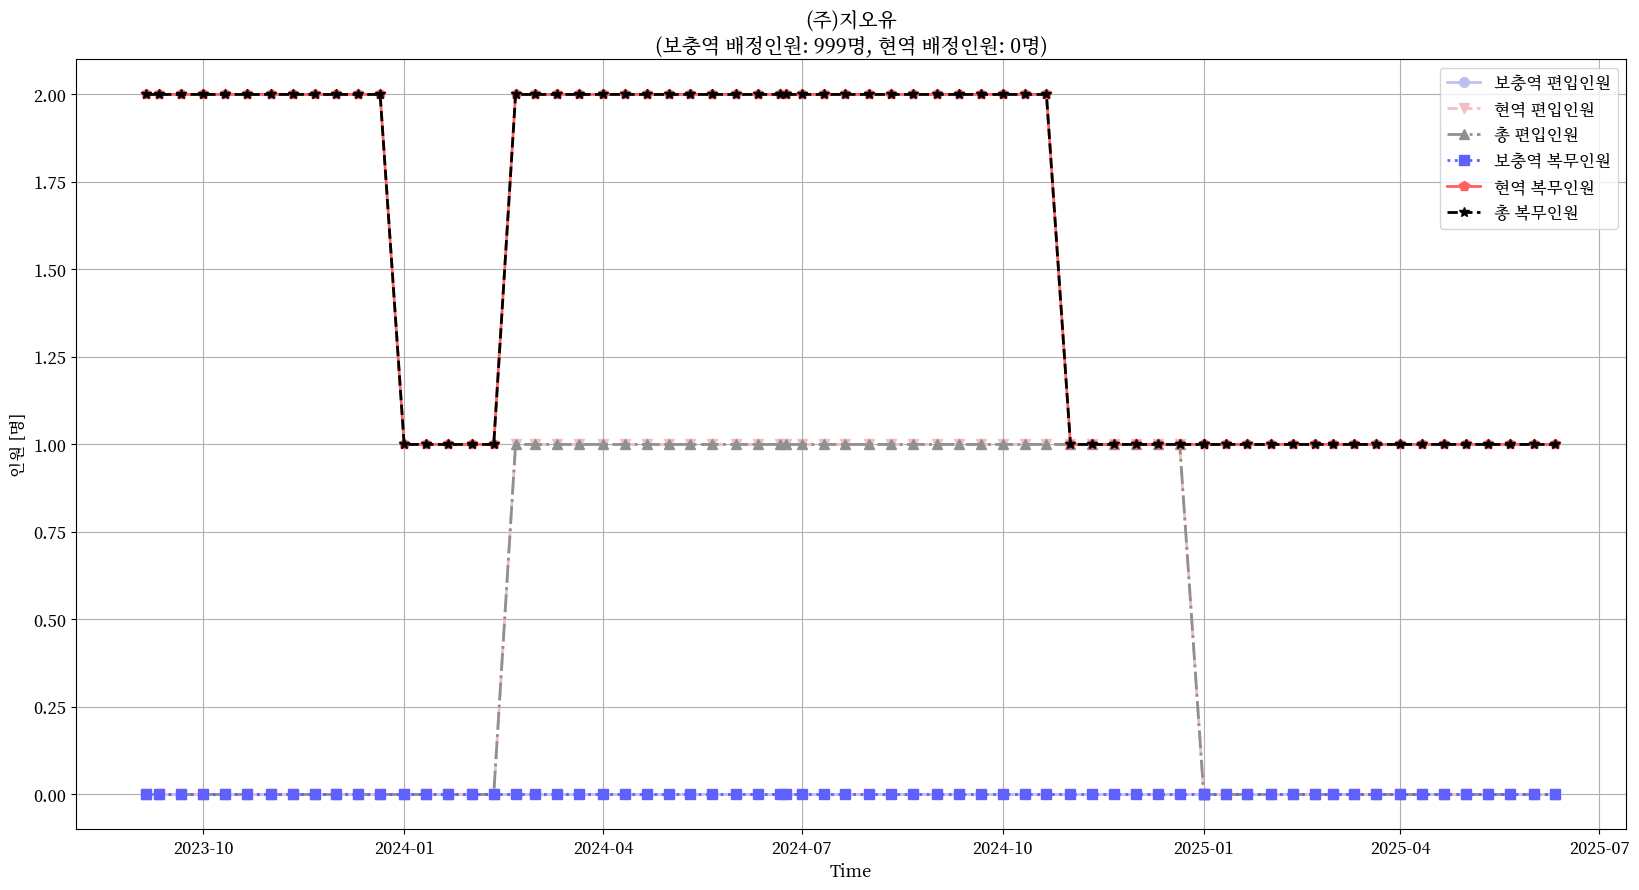 (주)지오유
(보충역 배정인원: 999명, 현역 배정인원: 0명)
보충역 편입인원
현역 편입인원
총 편입인원
보충역 복무인원
현역 복무인원
총 복무인원
인원 [명]
2.00
1.75
1.50
1.25
1.00
0.75
0.50
0.25
0.00
2023-10
2024-01
2024-04
2024-07
2024-10
2025-01
2025-04
2025-07
Time